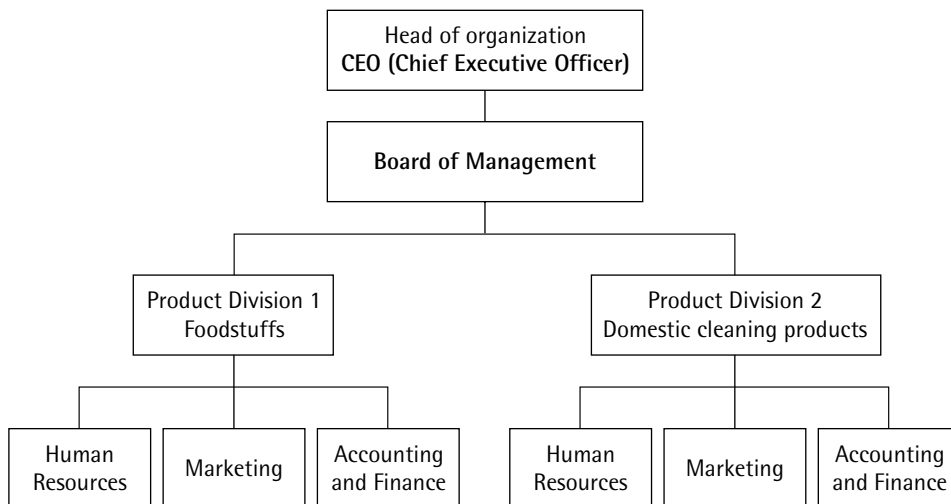 Head of organization
CEO (Chief Executive Officer)
Board of Management
Product Division 1
Foodstuffs
Product Division 2
Domestic cleaning products
Human
Resources
Marketing
Accounting
and Finance
Human
Resources
Marketing
Accounting
and Finance